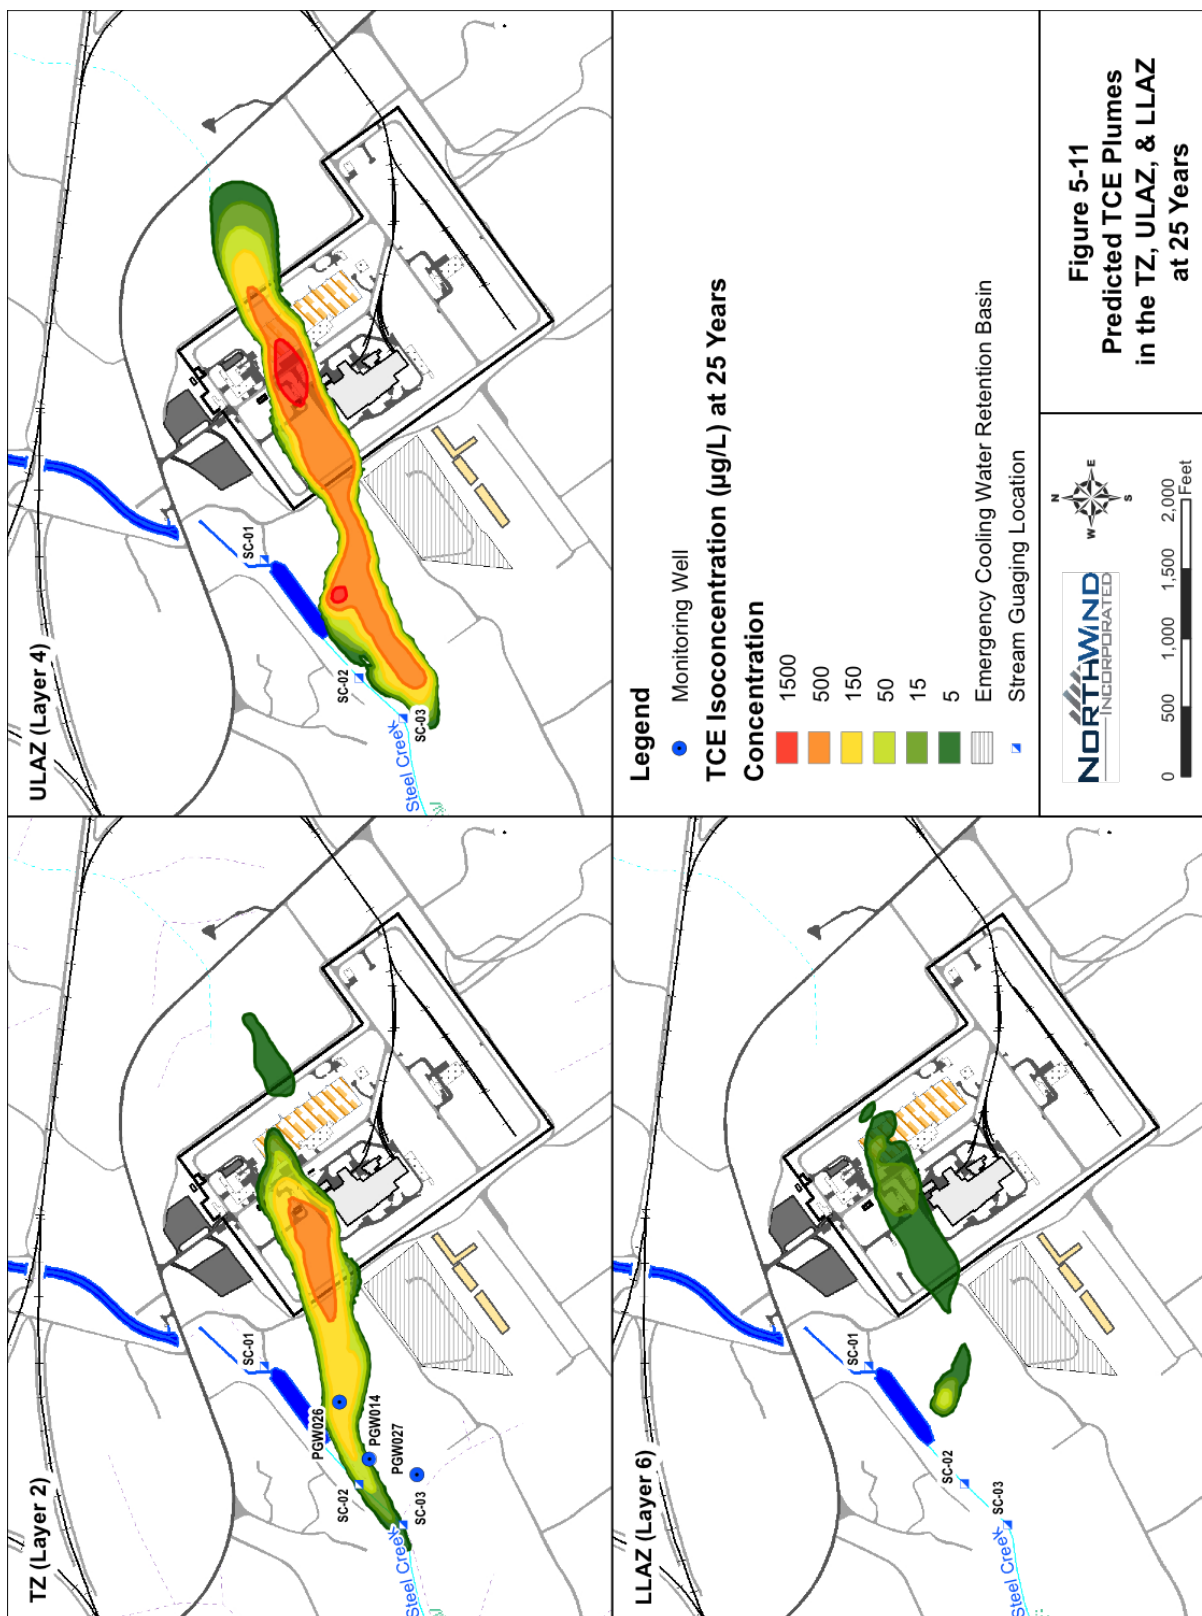 TZ (Layer 2)
SC-01
PGW026
PGW014
SC-02
PGW027
SC-03
Steel Creek
ULAZ (Layer 4)
SC-01
SC-02
SC-03
Steel Creek
LLAZ (Layer 6)
SC-01
SC-02
SC-03
Steel Creek
Legend
Monitoring Well
TCE Isoconcentration (µg/L) at 25 Years
Concentration
1500
500
150
50
15
5
Emergency Cooling Water Retention Basin
Stream Guaging Location
NORTHWIND
INCORPORATED
N
W E
S
0 500 1,000 1,500 2,000
Feet
Figure 5-11
Predicted TCE Plumes
in the TZ, ULAZ, & LLAZ
at 25 Years